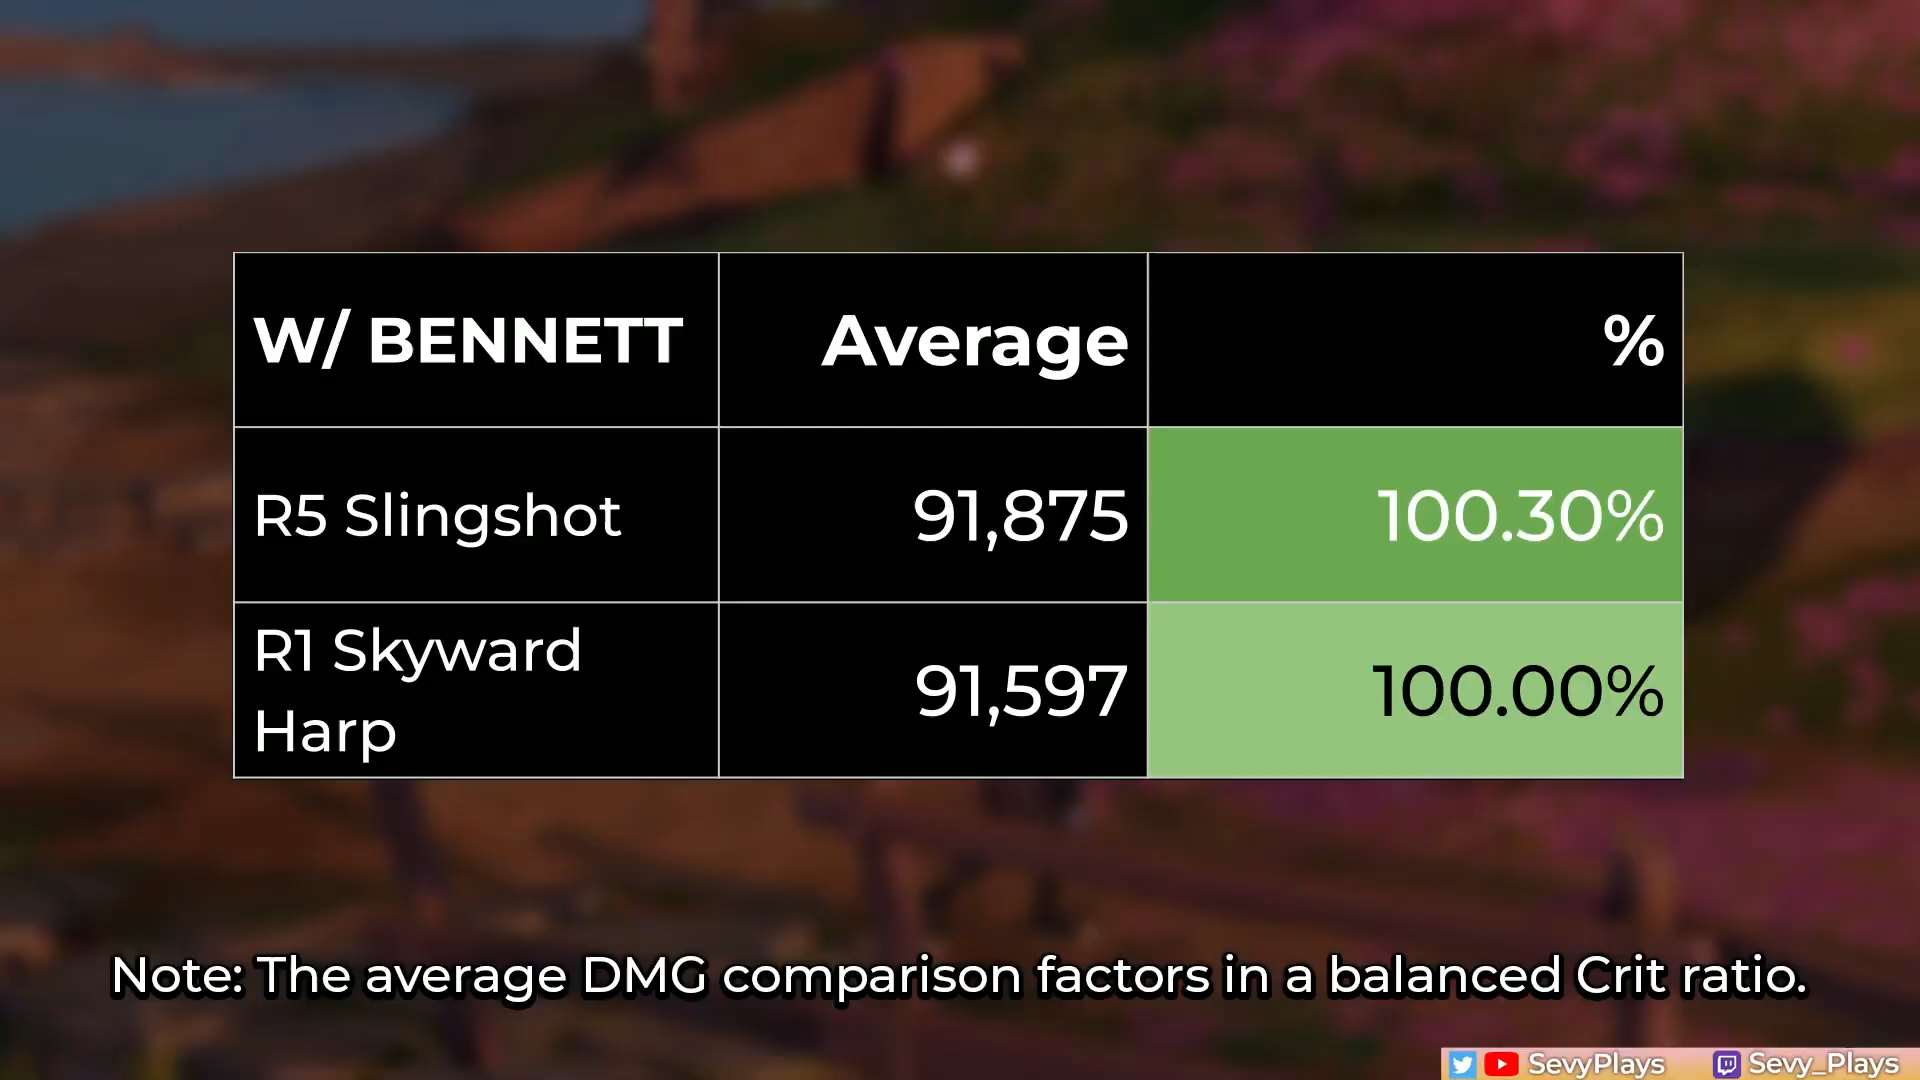 W/ BENNETT Average %
R5 Slingshot 91,875 100.30%
R1 Skyward
Harp 91,597 100.00%
Note: The average DMG comparison factors in a balanced Crit ratio.
SevyPlays Sevy_Plays